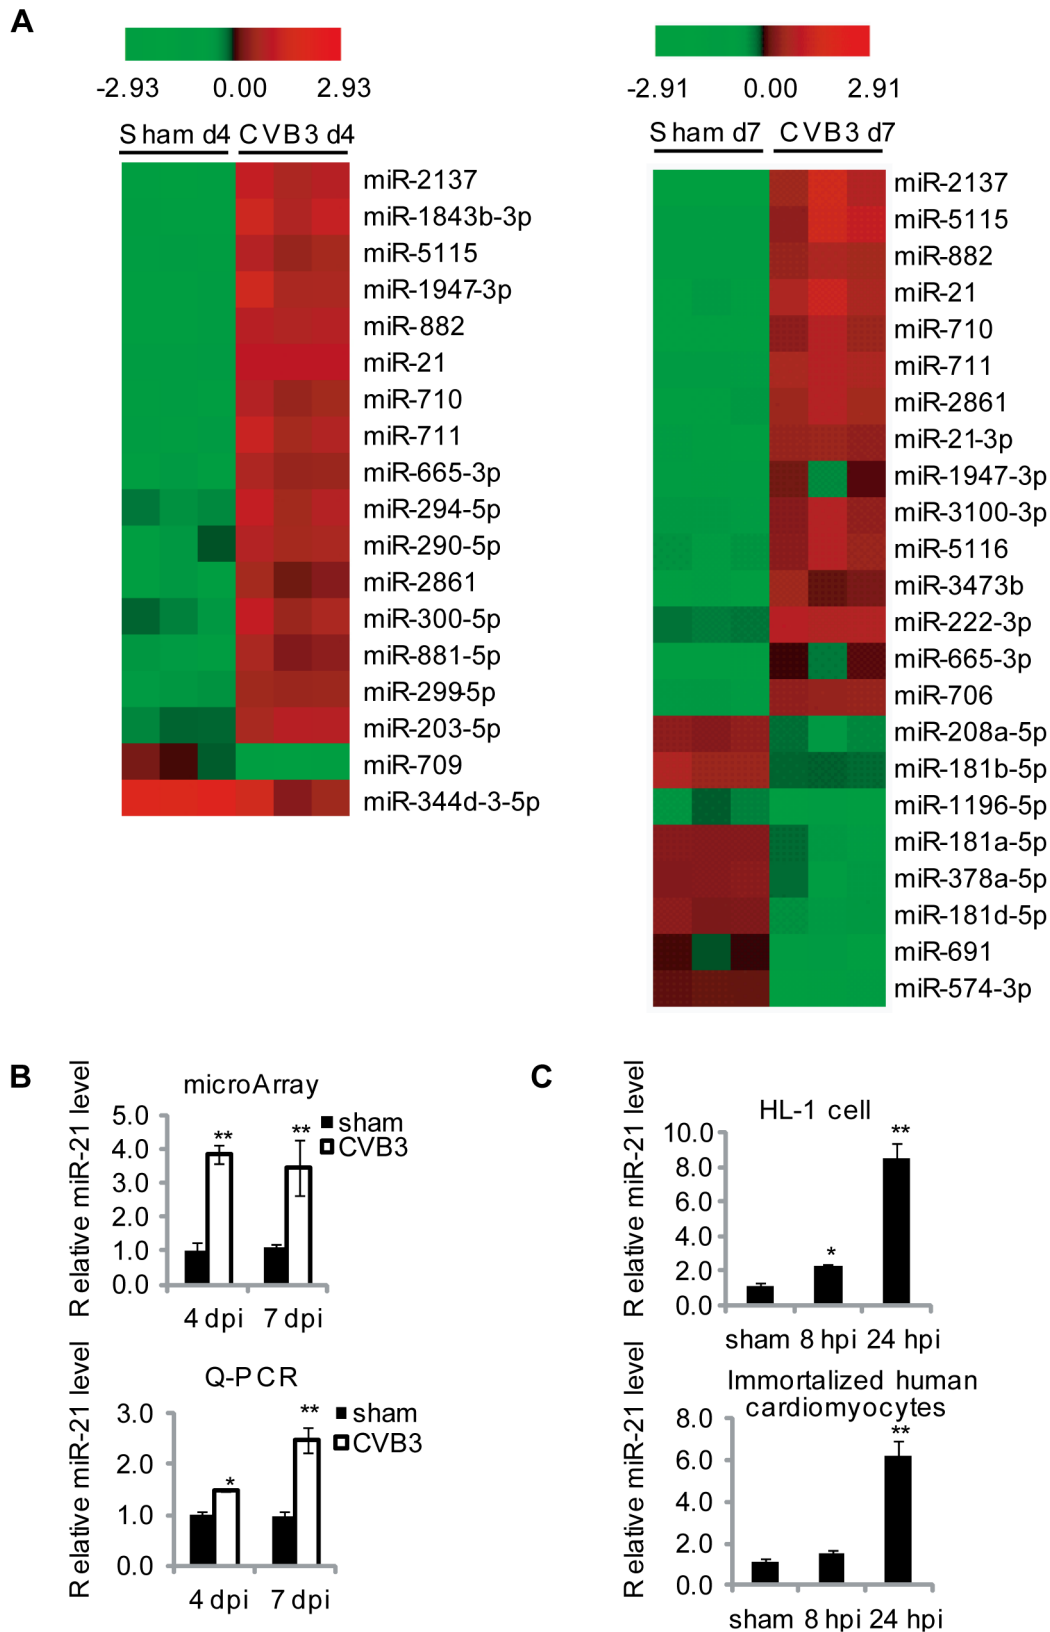 A
-2.93 0.00 2.93
Sham d4 CVB3 d4
miR-2137
miR-1843b-3p
miR-5115
miR-1947-3p
miR-882
miR-21
miR-710
miR-711
miR-665-3p
miR-294-5p
miR-290-5p
miR-2861
miR-300-5p
miR-881-5p
miR-299-5p
miR-203-5p
miR-709
miR-344d-3-5p
-2.91 0.00 2.91
Sham d7 CVB3 d7
miR-2137
miR-5115
miR-882
miR-21
miR-710
miR-711
miR-2861
miR-21-3p
miR-1947-3p
miR-3100-3p
miR-5116
miR-3473b
miR-222-3p
miR-665-3p
miR-706
miR-208a-5p
miR-181b-5p
miR-1196-5p
miR-181a-5p
miR-378a-5p
miR-181d-5p
miR-691
miR-574-3p
B
microArray
Relative miR-21 level
5.0
4.0
3.0
2.0
1.0
0.0
** **
sham
CVB3
4 dpi 7 dpi
Q-PCR
Relative miR-21 level
3.0
2.0
1.0
0.0
* **
sham
CVB3
4 dpi 7 dpi
C
HL-1 cell
Relative miR-21 level
10.0
8.0
6.0
4.0
2.0
0.0
* **
sham 8 hpi 24 hpi
Immortalized human
cardiomyocytes
Relative miR-21 level
8.0
6.0
4.0
2.0
0.0
**
sham 8 hpi 24 hpi